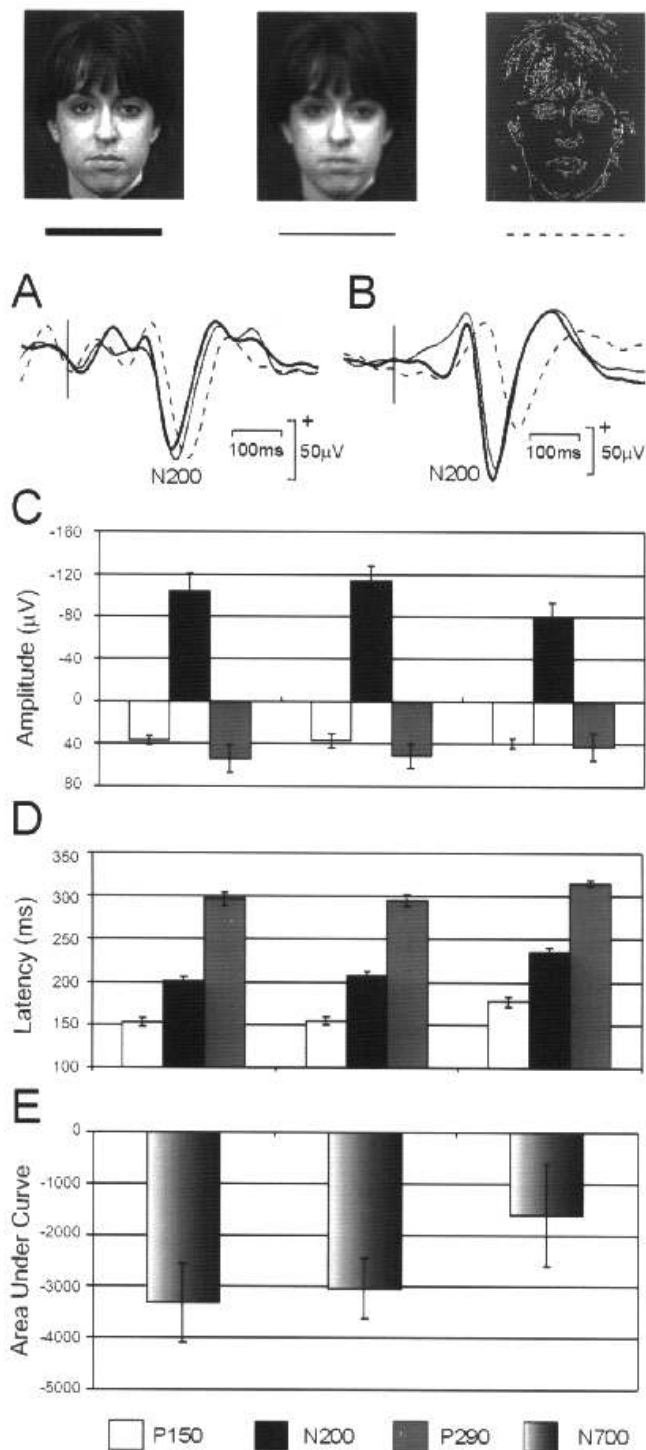 A B
+ +
100ms 50µV 100ms 50µV
N200 N200
C
-160
-120
-80
-40
0
40
80
Amplitude (µV)
D
350
300
250
200
150
100
Latency (ms)
E
0
-1000
-2000
-3000
-4000
-5000
Area Under Curve
P150 N200 P290 N700